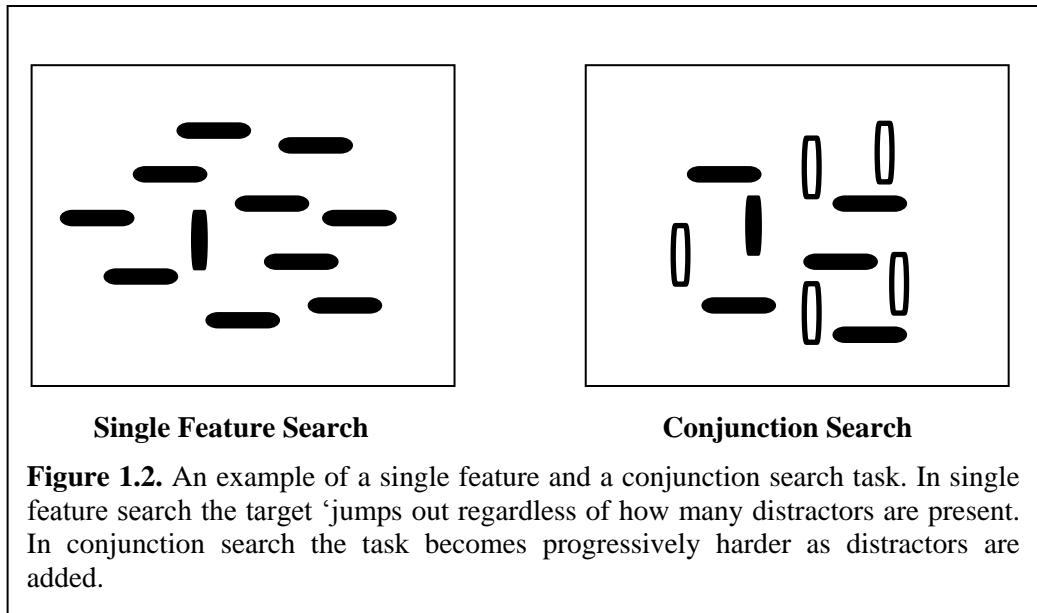 Single Feature Search
Conjunction Search
Figure 1.2. An example of a single feature and a conjunction search task. In single
feature search the target ‘jumps out regardless of how many distractors are present.
In conjunction search the task becomes progressively harder as distractors are
added.